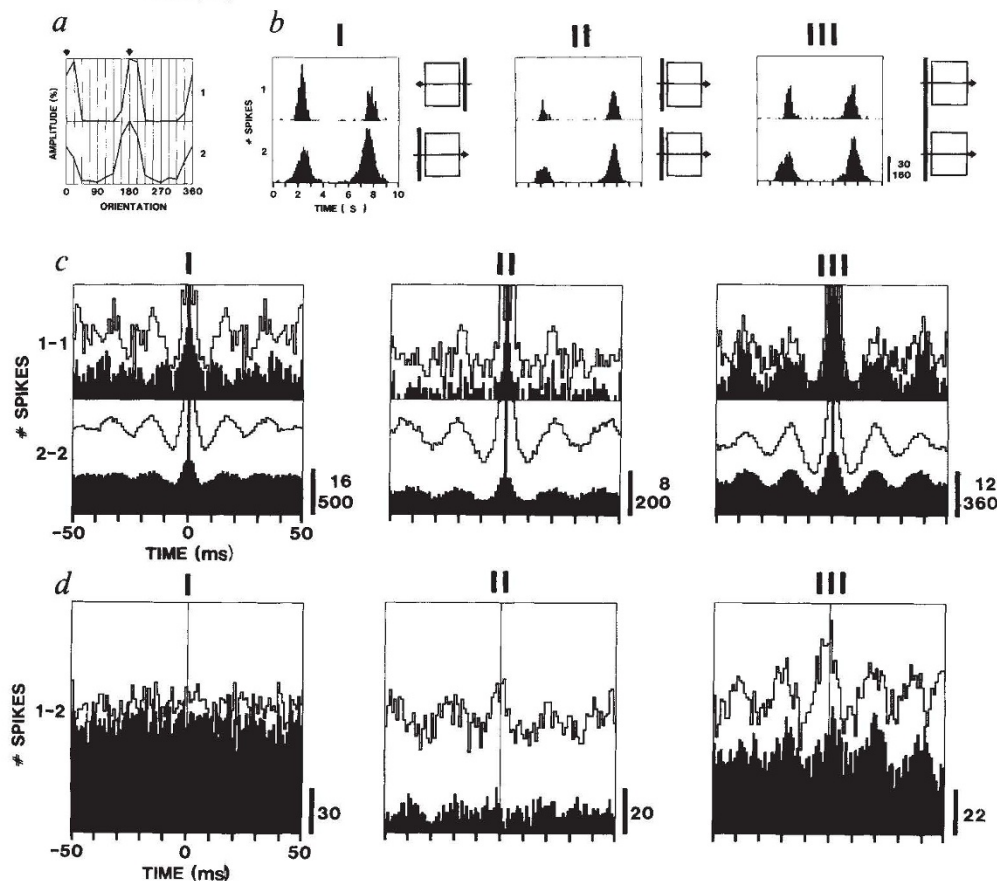 a
b
I
II
III
AMPLITUDE (%)
1
2
0 90 180 270 360
ORIENTATION
# SPIKES
1
2
0 2 4 6 8 10
TIME (S)
30
160
c
I
II
III
# SPIKES
1-1
2-2
16
500
8
200
12
360
-50 0 50
TIME (ms)
d
I
II
III
# SPIKES
1-2
30
20
22
-50 0 50
TIME (ms)